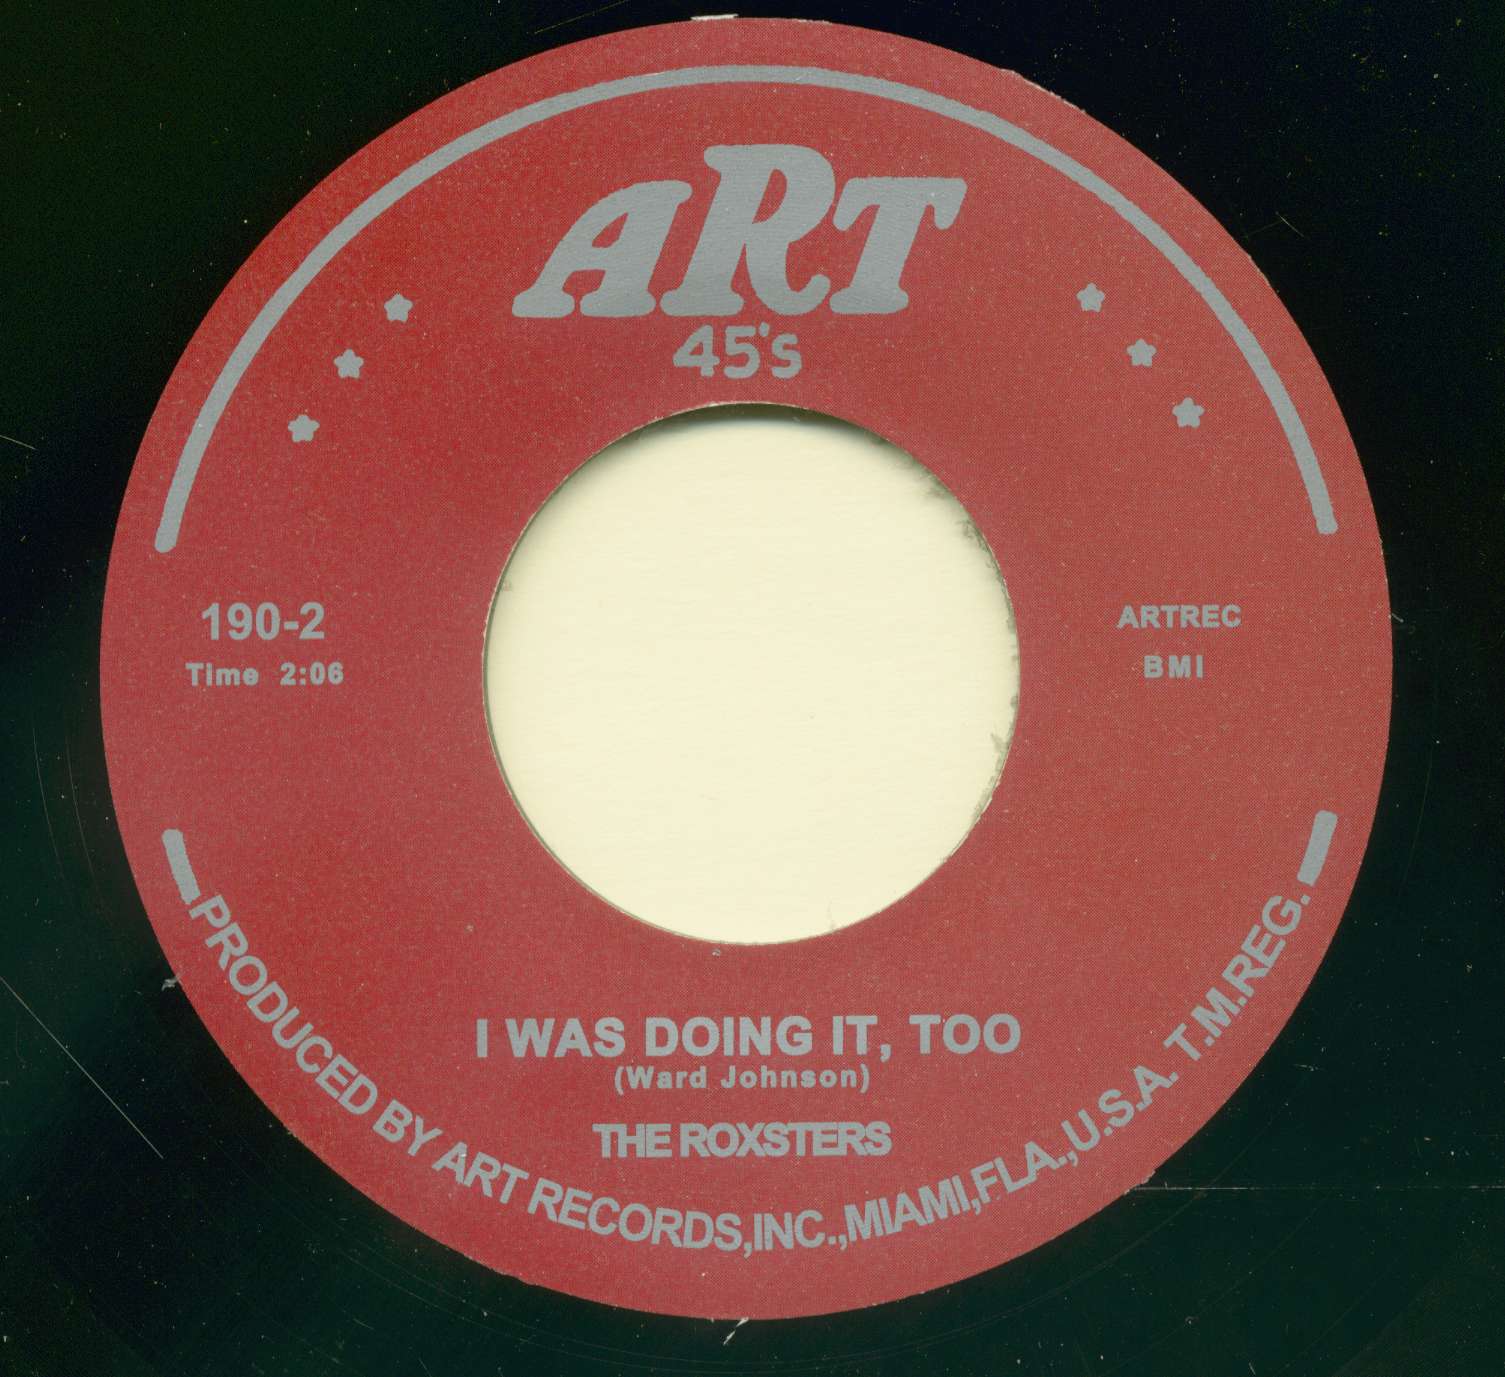 ART
45's
190-2
Time 2:06
ARTREC
BMI
I WAS DOING IT, TOO
(Ward Johnson)
THE ROXSTERS
PRODUCED BY ART RECORDS,INC.,MIAMI,FLA.,U.S.A. T.M.REG.